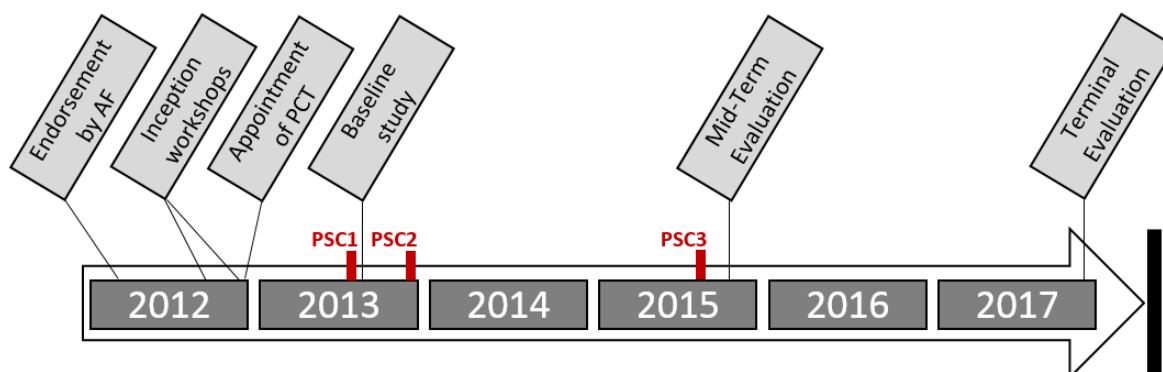 Endorsement
by AF
Inception
workshops
Appointment
of PCT
Baseline
study
Mid-Term
Evaluation
Terminal
Evaluation
PSC1
PSC2
PSC3
2012
2013
2014
2015
2016
2017